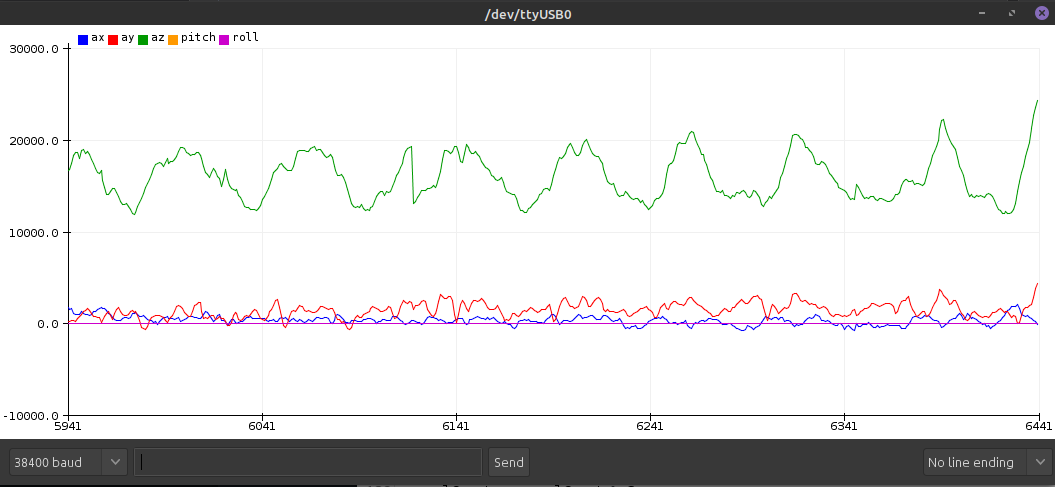 /dev/ttyUSB0
ax ay az pitch roll
30000.0
20000.0
10000.0
0.0
-10000.0
5941 6041 6141 6241 6341 6441
38400 baud Send No line ending